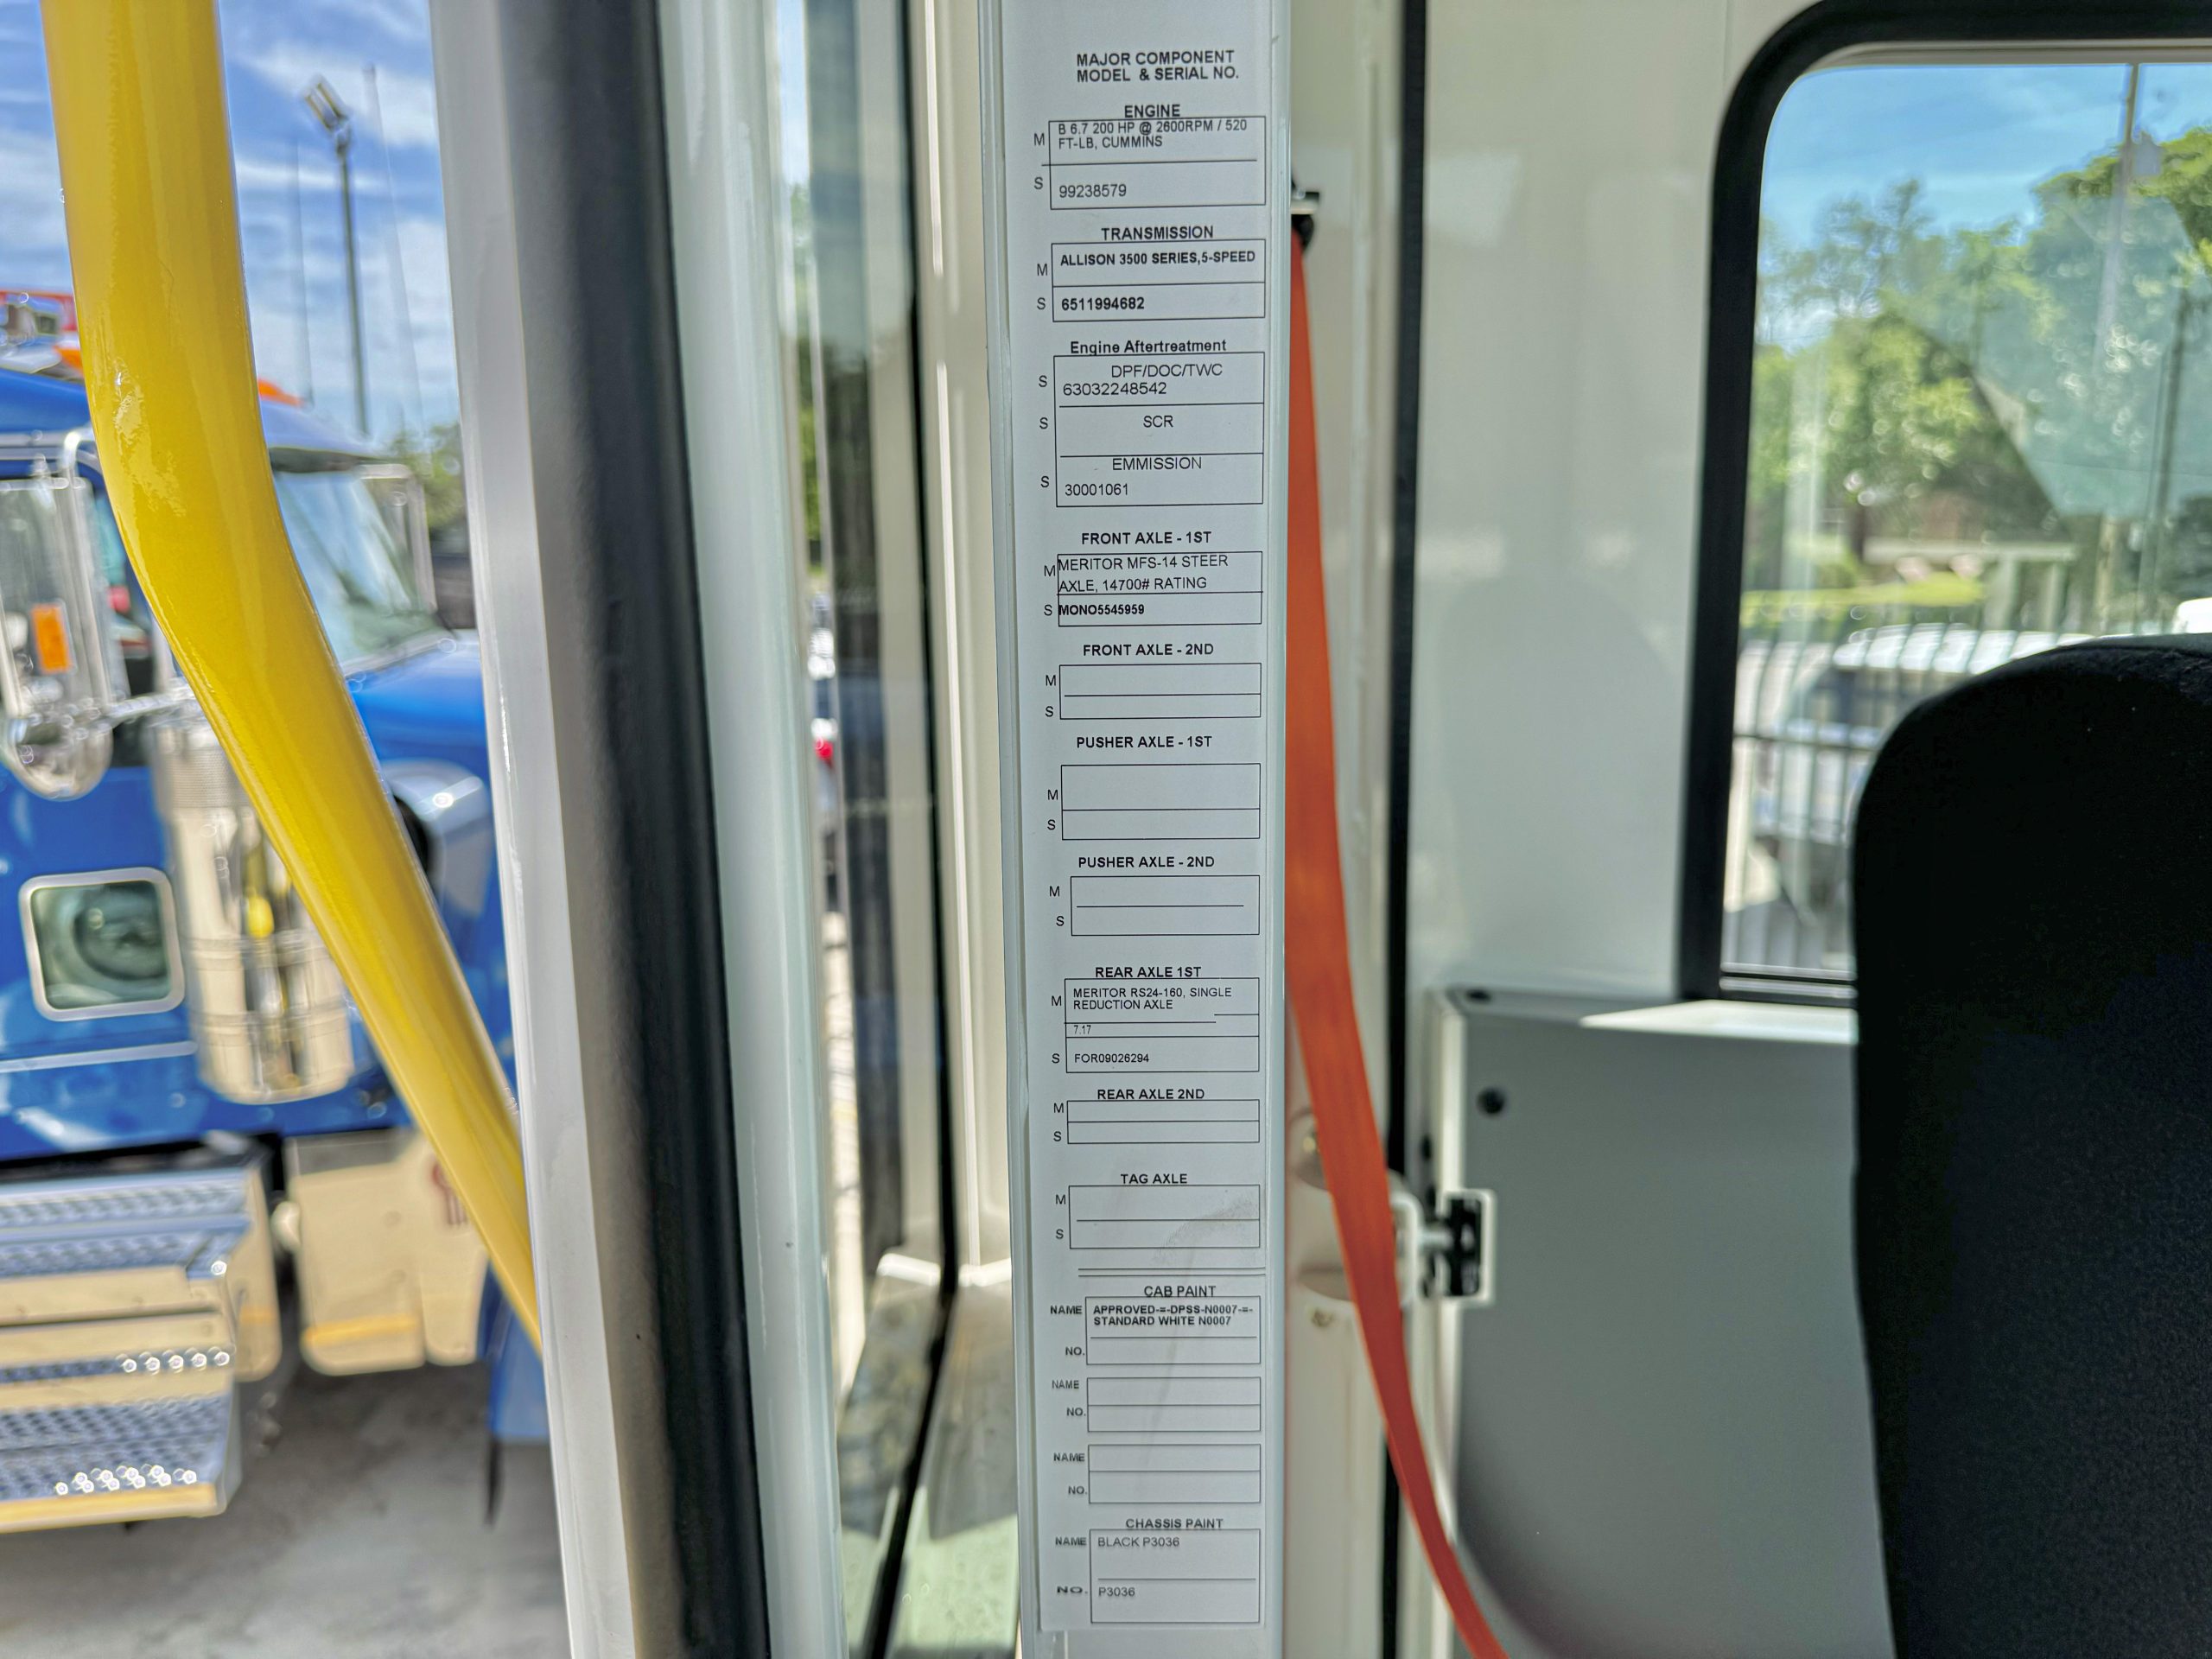 MAJOR COMPONENT
MODEL & SERIAL NO.
ENGINE
M B 6.7 200 HP @ 2600RPM / 520
FT-LB, CUMMINS
S 99238579
TRANSMISSION
M ALLISON 3500 SERIES,5-SPEED
S 6511994682
Engine Aftertreatment
DPF/DOC/TWC
S 63032248542
S SCR
EMMISSION
S 30001061
FRONT AXLE - 1ST
M MERITOR MFS-14 STEER
AXLE, 14700# RATING
S MONO5545959
FRONT AXLE - 2ND
M
S
PUSHER AXLE - 1ST
M
S
PUSHER AXLE - 2ND
M
S
REAR AXLE 1ST
M MERITOR RS24-160, SINGLE
REDUCTION AXLE
7.17
S FOR09026294
REAR AXLE 2ND
M
S
TAG AXLE
M
S
CAB PAINT
NAME APPROVED-=-DPSS-N0007-=-
STANDARD WHITE N0007
NO.
NAME
NO.
NAME
NO.
CHASSIS PAINT
NAME BLACK P3036
NO. P3036